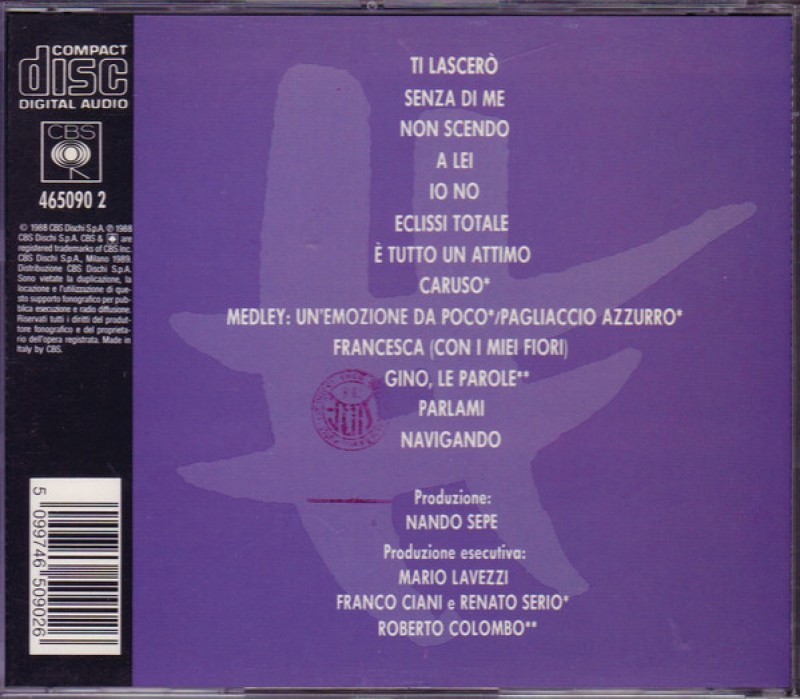 COMPACT
disc
DIGITAL AUDIO
CBS
465090 2
© 1988 CBS Dischi S.p.A. ℗ 1988
CBS Dischi S.p.A. CBS & are
registered trademarks of CBS Inc.
CBS Dischi S.p.A., Milano 1989.
Distribuzione CBS Dischi S.p.A.
Sono vietate la duplicazione, la
locazione e l'utilizzazione di que-
sto supporto fonografico per pub-
blica esecuzione e radio diffusione.
Riservati tutti i diritti del produt-
tore fonografico e del proprieta-
rio dell'opera registrata. Made in
Italy by CBS.
5 099746 509026
TI LASCERÒ
SENZA DI ME
NON SCENDO
A LEI
IO NO
ECLISSI TOTALE
È TUTTO UN ATTIMO
CARUSO*
MEDLEY: UN'EMOZIONE DA POCO*/PAGLIACCIO AZZURRO*
FRANCESCA (CON I MIEI FIORI)
GINO, LE PAROLE**
PARLAMI
NAVIGANDO
Produzione:
NANDO SEPE
Produzione esecutiva:
MARIO LAVEZZI
FRANCO CIANI e RENATO SERIO*
ROBERTO COLOMBO**